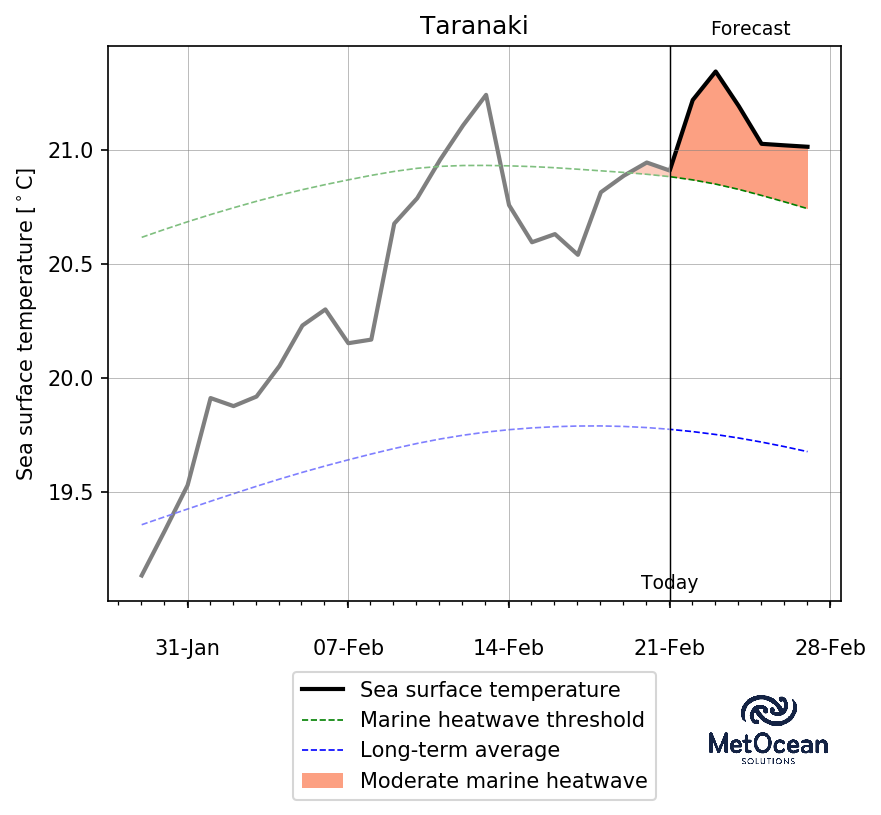 Taranaki
Forecast
Sea surface temperature [°C]
21.0
20.5
20.0
19.5
Today
31-Jan 07-Feb 14-Feb 21-Feb 28-Feb
Sea surface temperature
Marine heatwave threshold
Long-term average
Moderate marine heatwave
MetOcean
SOLUTIONS